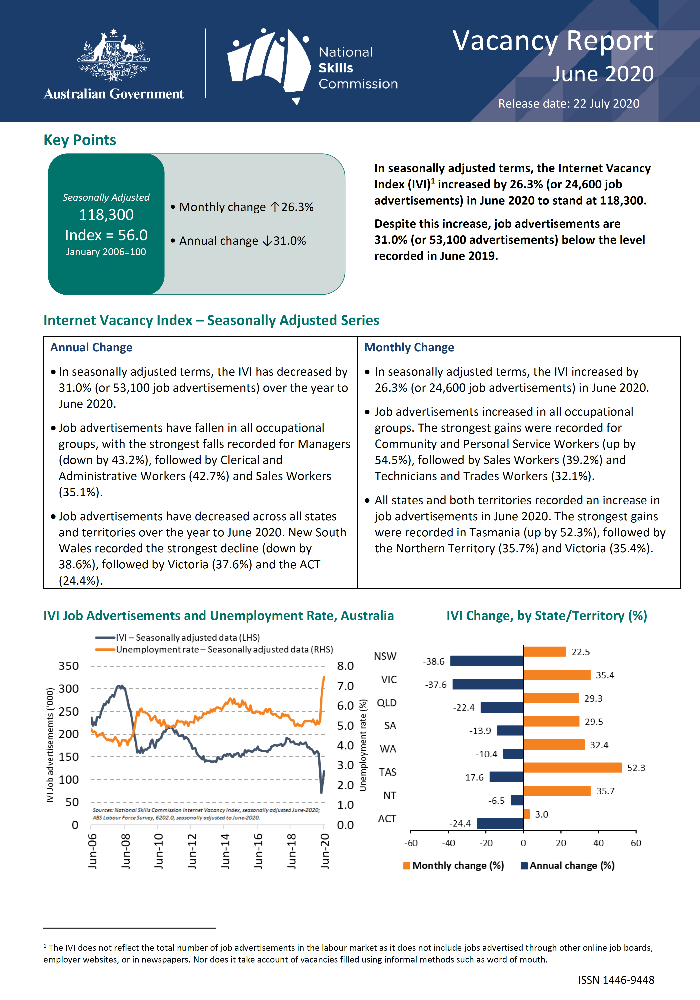 AUSTRALIA
Australian Government
National
Skills
Commission
Vacancy Report
June 2020
Release date: 22 July 2020
Key Points
Seasonally Adjusted
118,300
Index = 56.0
January 2006=100
• Monthly change ↑26.3%
• Annual change ↓31.0%
In seasonally adjusted terms, the Internet Vacancy
Index (IVI)¹ increased by 26.3% (or 24,600 job
advertisements) in June 2020 to stand at 118,300.
Despite this increase, job advertisements are
31.0% (or 53,100 advertisements) below the level
recorded in June 2019.
Internet Vacancy Index – Seasonally Adjusted Series
Annual Change
• In seasonally adjusted terms, the IVI has decreased by
31.0% (or 53,100 job advertisements) over the year to
June 2020.
• Job advertisements have fallen in all occupational
groups, with the strongest falls recorded for Managers
(down by 43.2%), followed by Clerical and
Administrative Workers (42.7%) and Sales Workers
(35.1%).
• Job advertisements have decreased across all states
and territories over the year to June 2020. New South
Wales recorded the strongest decline (down by
38.6%), followed by Victoria (37.6%) and the ACT
(24.4%).
Monthly Change
• In seasonally adjusted terms, the IVI increased by
26.3% (or 24,600 job advertisements) in June 2020.
• Job advertisements increased in all occupational
groups. The strongest gains were recorded for
Community and Personal Service Workers (up by
54.5%), followed by Sales Workers (39.2%) and
Technicians and Trades Workers (32.1%).
• All states and both territories recorded an increase in
job advertisements in June 2020. The strongest gains
were recorded in Tasmania (up by 52.3%), followed by
the Northern Territory (35.7%) and Victoria (35.4%).
IVI Job Advertisements and Unemployment Rate, Australia
IVI – Seasonally adjusted data (LHS)
Unemployment rate – Seasonally adjusted data (RHS)
IVI Job advertisememts ('000)
350
300
250
200
150
100
50
0
8.0
7.0
6.0
5.0
4.0
3.0
2.0
1.0
0.0
Unemployment rate (%)
Sources: National Skills Commission Internet Vacancy Index, seasonally adjusted June-2020;
ABS Labour Force Survey, 6202.0, seasonally adjusted to June-2020.
Jun-06
Jun-08
Jun-10
Jun-12
Jun-14
Jun-16
Jun-18
Jun-20
IVI Change, by State/Territory (%)
NSW -38.6 22.5
VIC -37.6 35.4
QLD -22.4 29.3
SA -13.9 29.5
WA -10.4 32.4
TAS -17.6 52.3
NT -6.5 35.7
ACT -24.4 3.0
-60 -40 -20 0 20 40 60
Monthly change (%) Annual change (%)
¹ The IVI does not reflect the total number of job advertisements in the labour market as it does not include jobs advertised through other online job boards,
employer websites, or in newspapers. Nor does it take account of vacancies filled using informal methods such as word of mouth.
ISSN 1446-9448